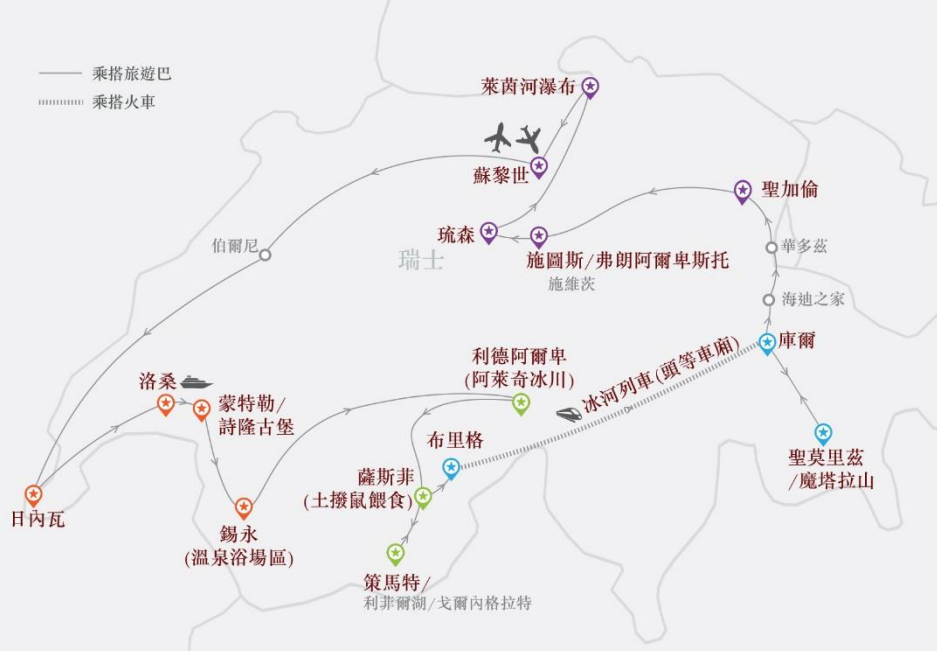 乘搭旅遊巴
乘搭火車
萊茵河瀑布
蘇黎世
聖加倫
琉森
施圖斯/弗朗阿爾卑斯托
施維茨
伯爾尼
瑞士
華多茲
海迪之家
庫爾
利德阿爾卑
(阿萊奇冰川)
冰河列車(頭等車廂)
洛桑
蒙特勒/
詩隆古堡
布里格
聖莫里茲
/魔塔拉山
薩斯菲
(土撥鼠餵食)
日內瓦
錫永
(溫泉浴場區)
策馬特/
利菲爾湖/戈爾內格拉特